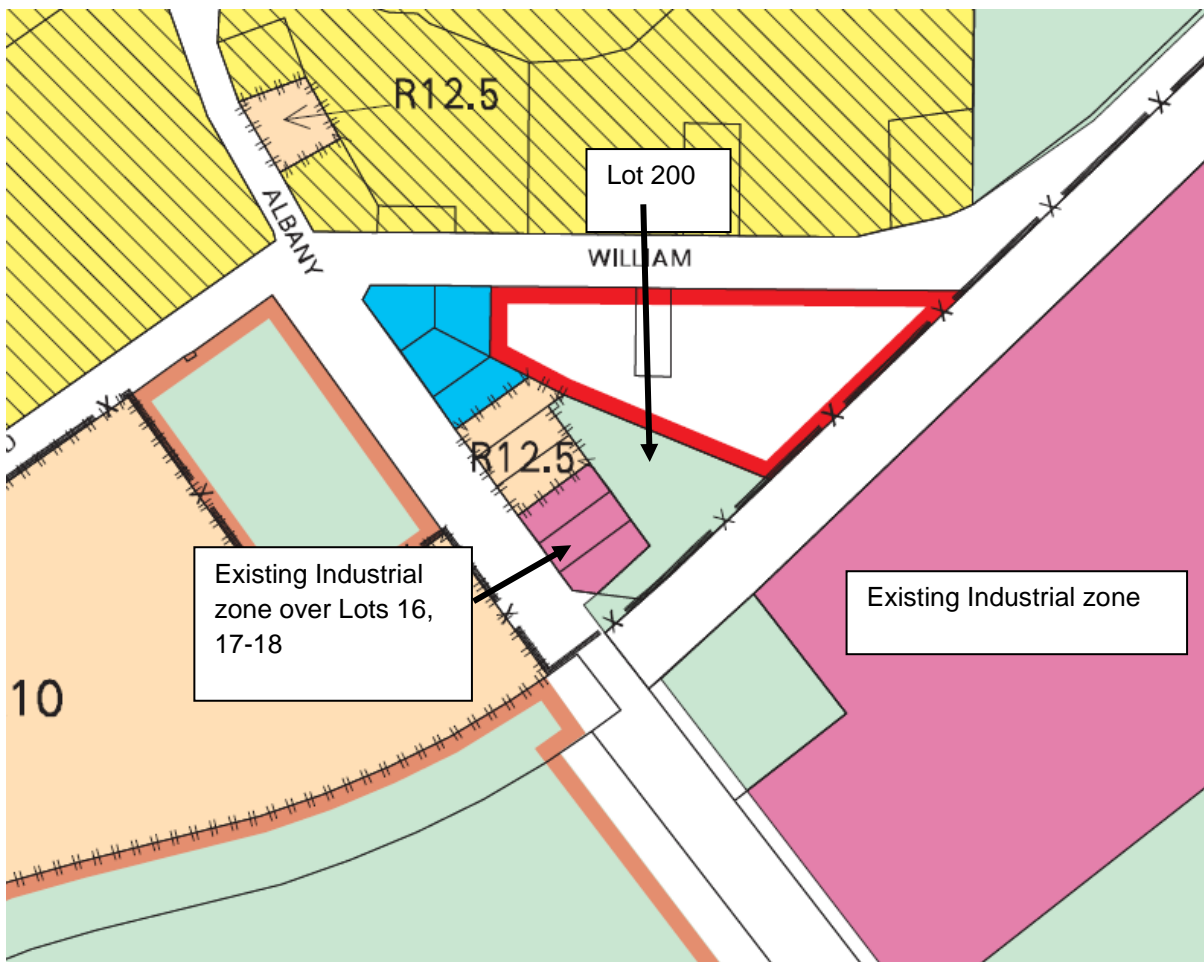 R12.5
Lot 200
ALBANY
WILLIAM
R12.5
Existing Industrial
zone over Lots 16,
17-18
Existing Industrial zone
10